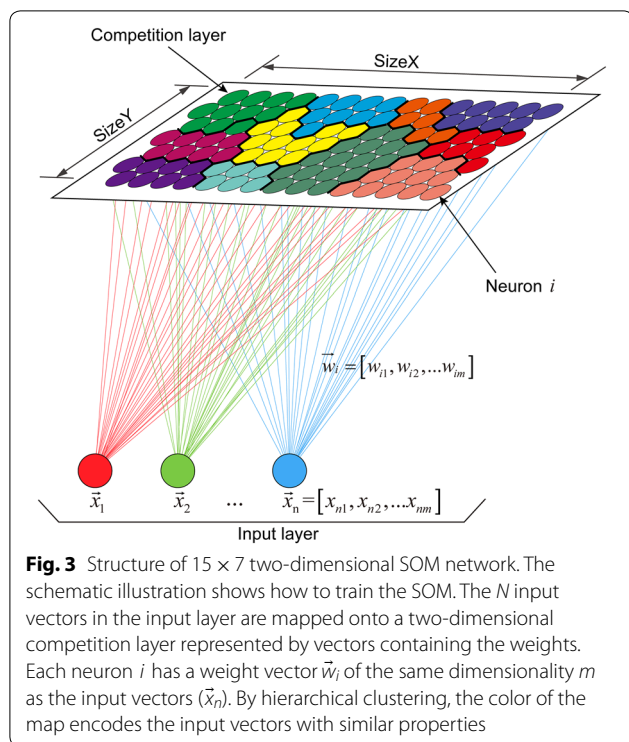 Competition layer
SizeX
SizeY
Neuron i
w⃗ᵢ = [wᵢ₁, wᵢ₂, ...wᵢₘ]
x⃗₁ x⃗₂ ... x⃗ₙ = [xₙ₁, xₙ₂, ...xₙₘ]
Input layer
Fig. 3 Structure of 15 × 7 two-dimensional SOM network. The
schematic illustration shows how to train the SOM. The N input
vectors in the input layer are mapped onto a two-dimensional
competition layer represented by vectors containing the weights.
Each neuron i has a weight vector w⃗ᵢ of the same dimensionality m
as the input vectors (x⃗ₙ). By hierarchical clustering, the color of the
map encodes the input vectors with similar properties